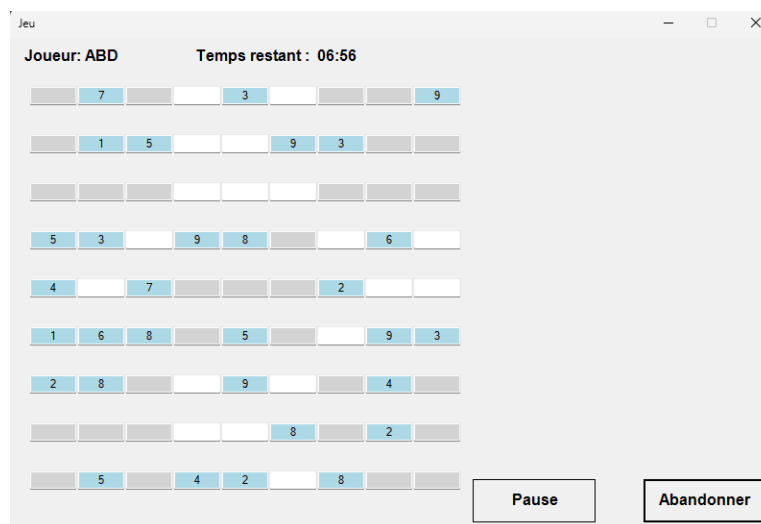 Jeu
Joueur: ABD Temps restant : 06:56
7 3 9
1 5 9 3
5 3 9 8 6
4 7 2
1 6 8 5 9 3
2 8 9 4
8 2
5 4 2 8
Pause Abandonner